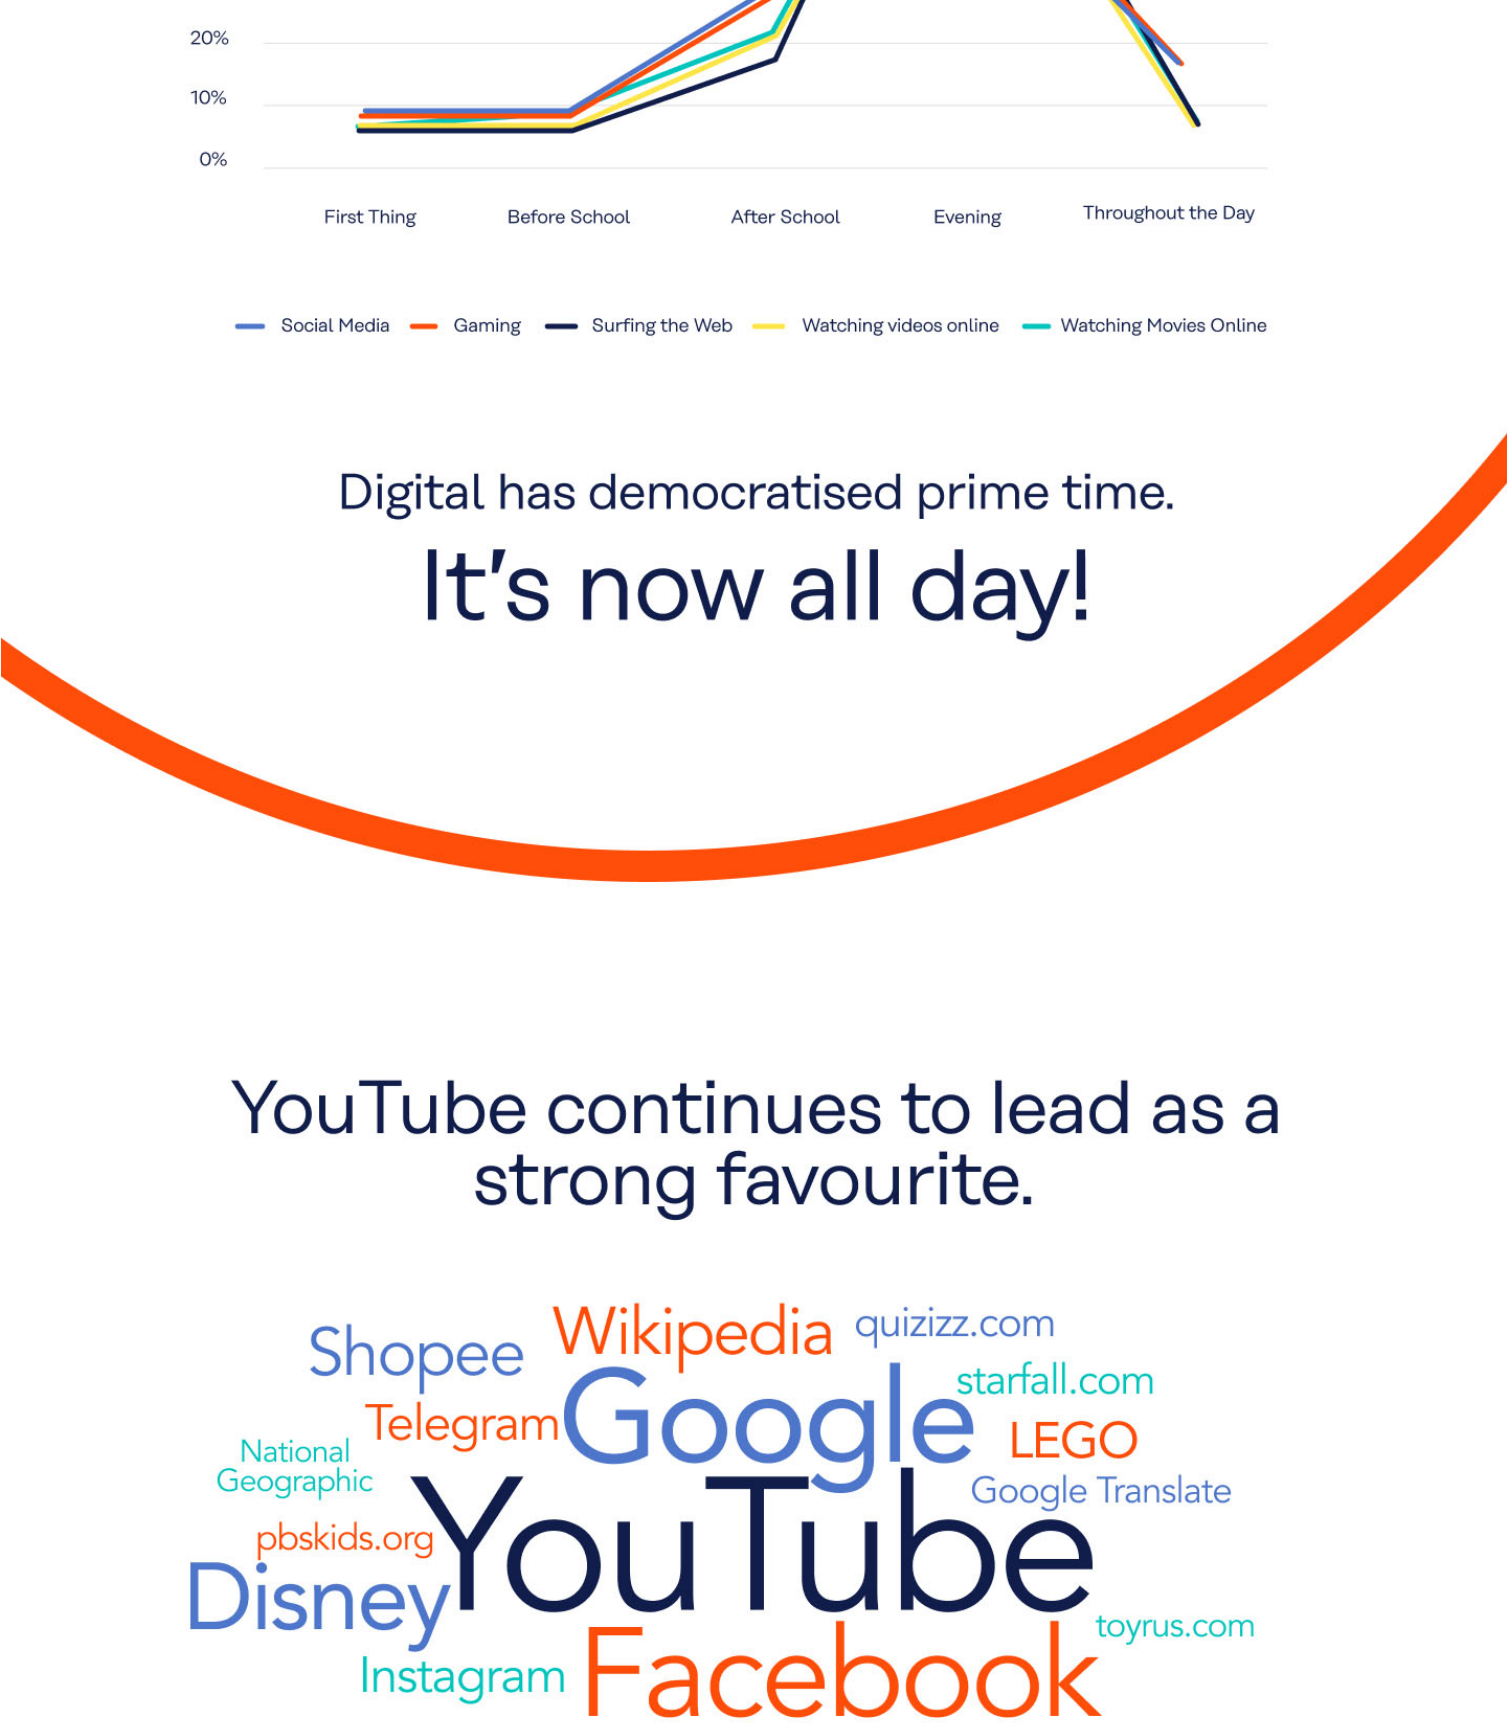 20%
10%
0%
First Thing
Before School
After School
Evening
Throughout the Day
Social Media
Gaming
Surfing the Web
Watching videos online
Watching Movies Online
Digital has democratised prime time.
It's now all day!
YouTube continues to lead as a
strong favourite.
Shopee
Wikipedia
quizizz.com
Telegram
Google
starfall.com
LEGO
National
Geographic
Google Translate
pbskids.org
YouTube
Disney
toyrus.com
Instagram
Facebook